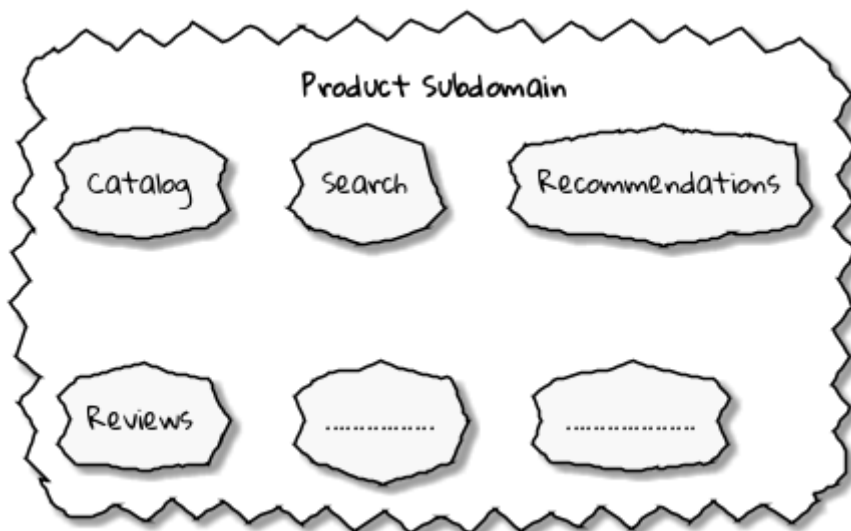 Product Subdomain
Catalog
Search
Recommendations
Reviews
..............
.................